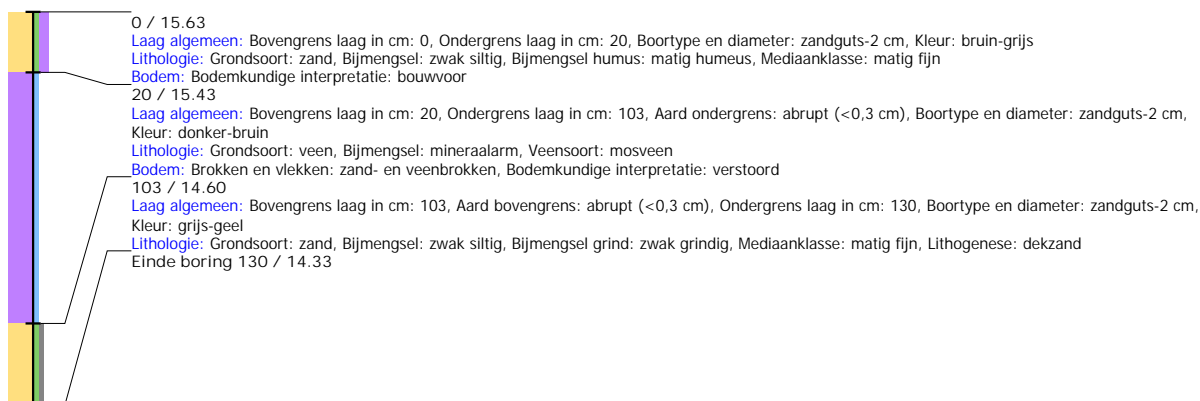 0 / 15.63
Laag algemeen: Bovengrens laag in cm: 0, Ondergrens laag in cm: 20, Boortype en diameter: zandguts-2 cm, Kleur: bruin-grijs
Lithologie: Grondsoort: zand, Bijmengsel: zwak siltig, Bijmengsel humus: matig humeus, Mediaanklasse: matig fijn
Bodem: Bodemkundige interpretatie: bouwvoor
20 / 15.43
Laag algemeen: Bovengrens laag in cm: 20, Ondergrens laag in cm: 103, Aard ondergrens: abrupt (<0,3 cm), Boortype en diameter: zandguts-2 cm,
Kleur: donker-bruin
Lithologie: Grondsoort: veen, Bijmengsel: mineraalarm, Veensoort: mosveen
Bodem: Brokken en vlekken: zand- en veenbrokken, Bodemkundige interpretatie: verstoord
103 / 14.60
Laag algemeen: Bovengrens laag in cm: 103, Aard bovengrens: abrupt (<0,3 cm), Ondergrens laag in cm: 130, Boortype en diameter: zandguts-2 cm,
Kleur: grijs-geel
Lithologie: Grondsoort: zand, Bijmengsel: zwak siltig, Bijmengsel grind: zwak grindig, Mediaanklasse: matig fijn, Lithogenese: dekzand
Einde boring 130 / 14.33